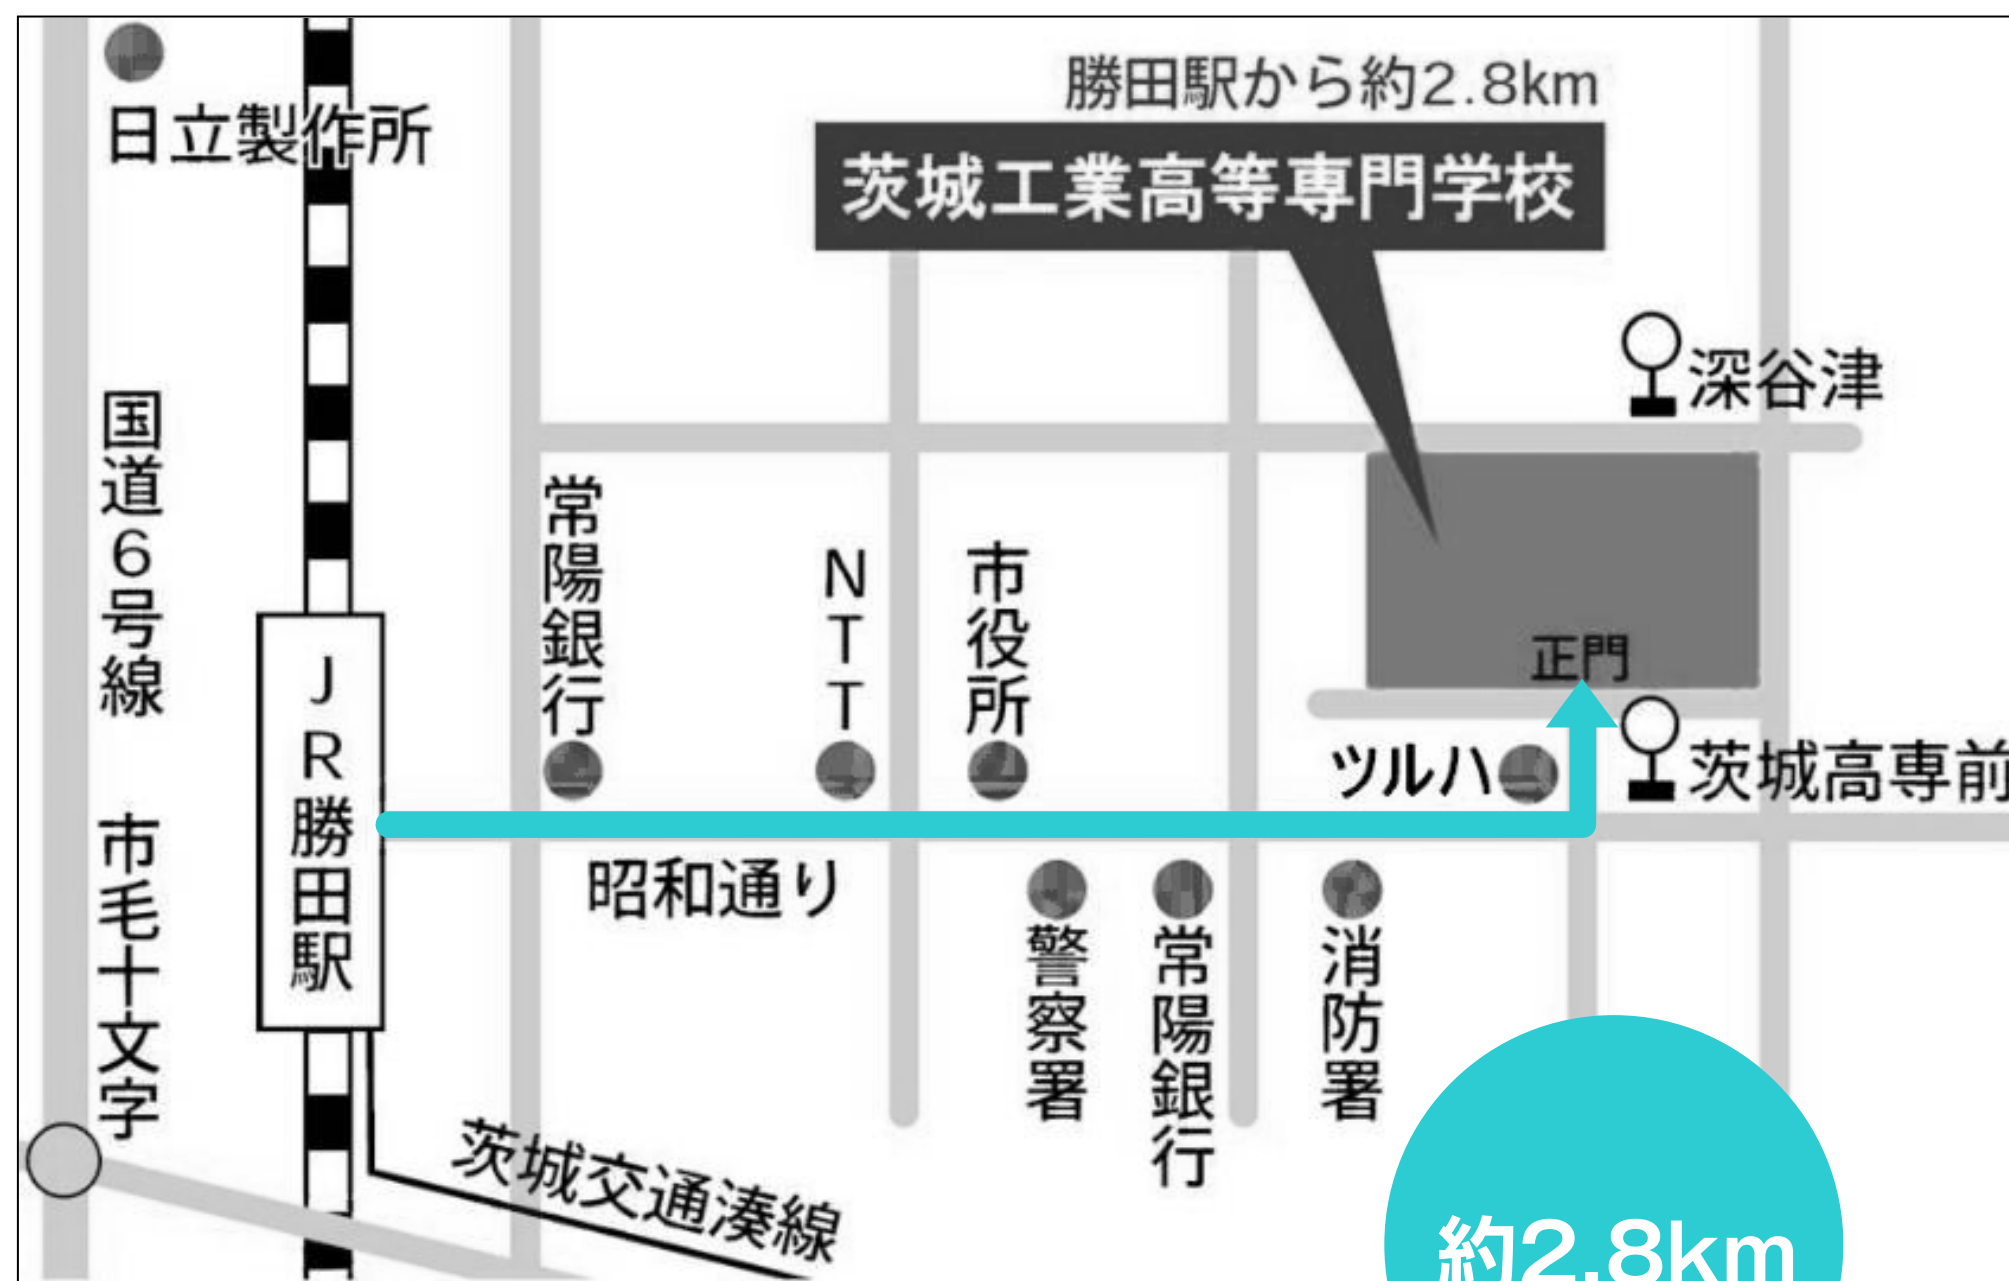 日立製作所
勝田駅から約2.8km
茨城工業高等専門学校
深谷津
国道6号線
常陽銀行
NTT
市役所
正門
JR勝田駅
ツルハ
茨城高専前
市毛十文字
昭和通り
警察署
常陽銀行
消防署
茨城交通湊線
約2.8km